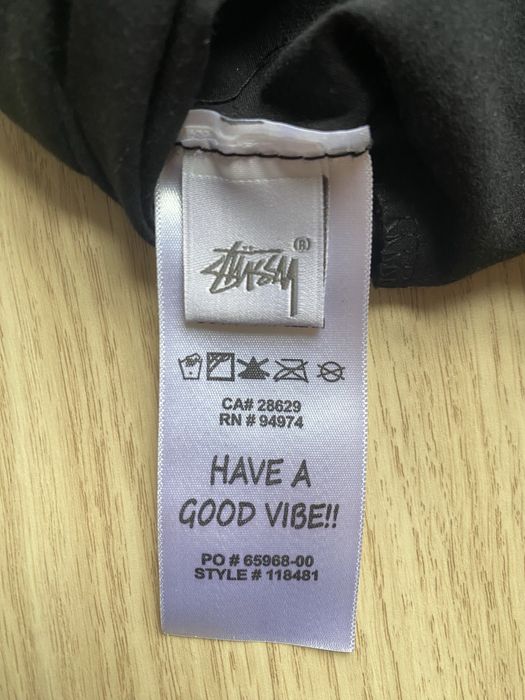 STÜSSY ®
CA# 28629
RN # 94974
HAVE A
GOOD VIBE!!
PO # 65968-00
STYLE # 118481